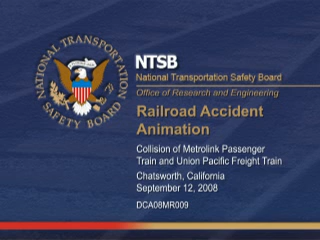 NATIONAL TRANSPORTATION
SAFETY BOARD
NTSB
National Transportation Safety Board
Office of Research and Engineering
Railroad Accident
Animation
Collision of Metrolink Passenger
Train and Union Pacific Freight Train
Chatsworth, California
September 12, 2008
DCA08MR009